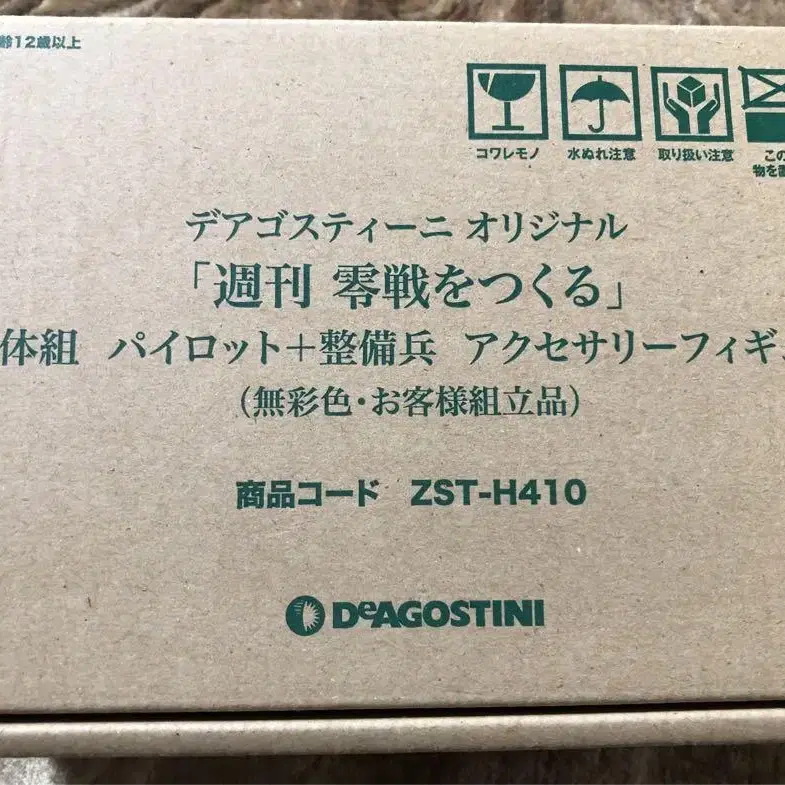 齢12歳以上
コワレモノ
水ぬれ注意
取り扱い注意
この
物を置
デアゴスティーニ オリジナル
「週刊 零戦をつくる」
体組 パイロット＋整備兵 アクセサリーフィギュ
（無彩色・お客様組立品）
商品コード ZST-H410
DeAGOSTINI